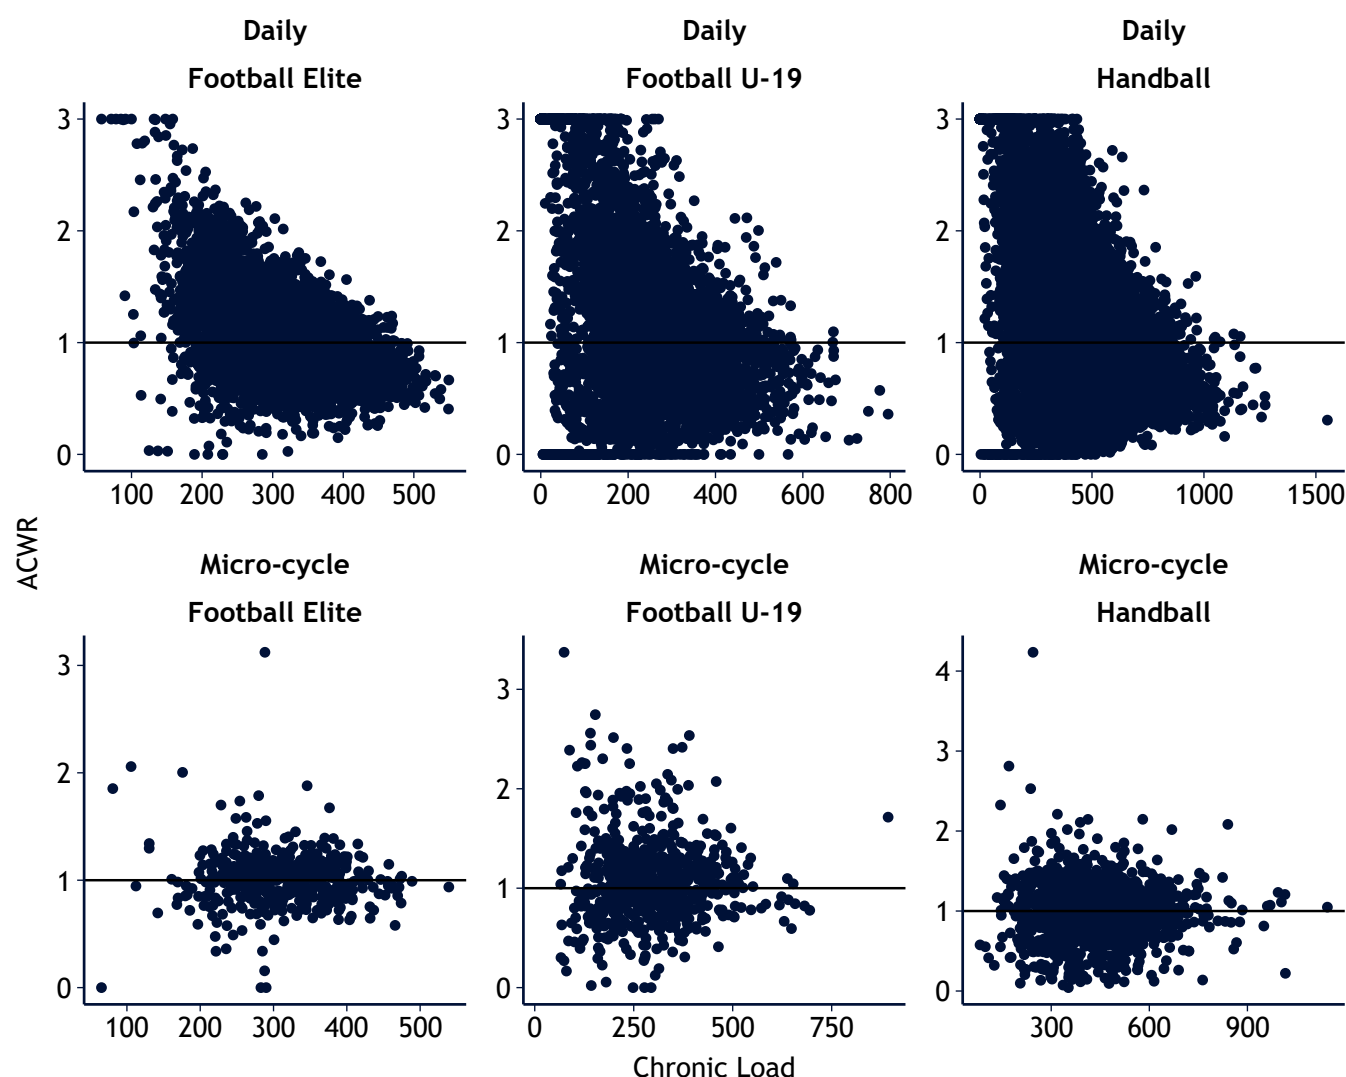 Daily
Football Elite
Daily
Football U-19
Daily
Handball
3
2
1
0
100 200 300 400 500
3
2
1
0
0 200 400 600 800
3
2
1
0
0 500 1000 1500
ACWR
Micro-cycle
Football Elite
Micro-cycle
Football U-19
Micro-cycle
Handball
3
2
1
0
100 200 300 400 500
3
2
1
0
0 250 500 750
4
3
2
1
0
300 600 900
Chronic Load